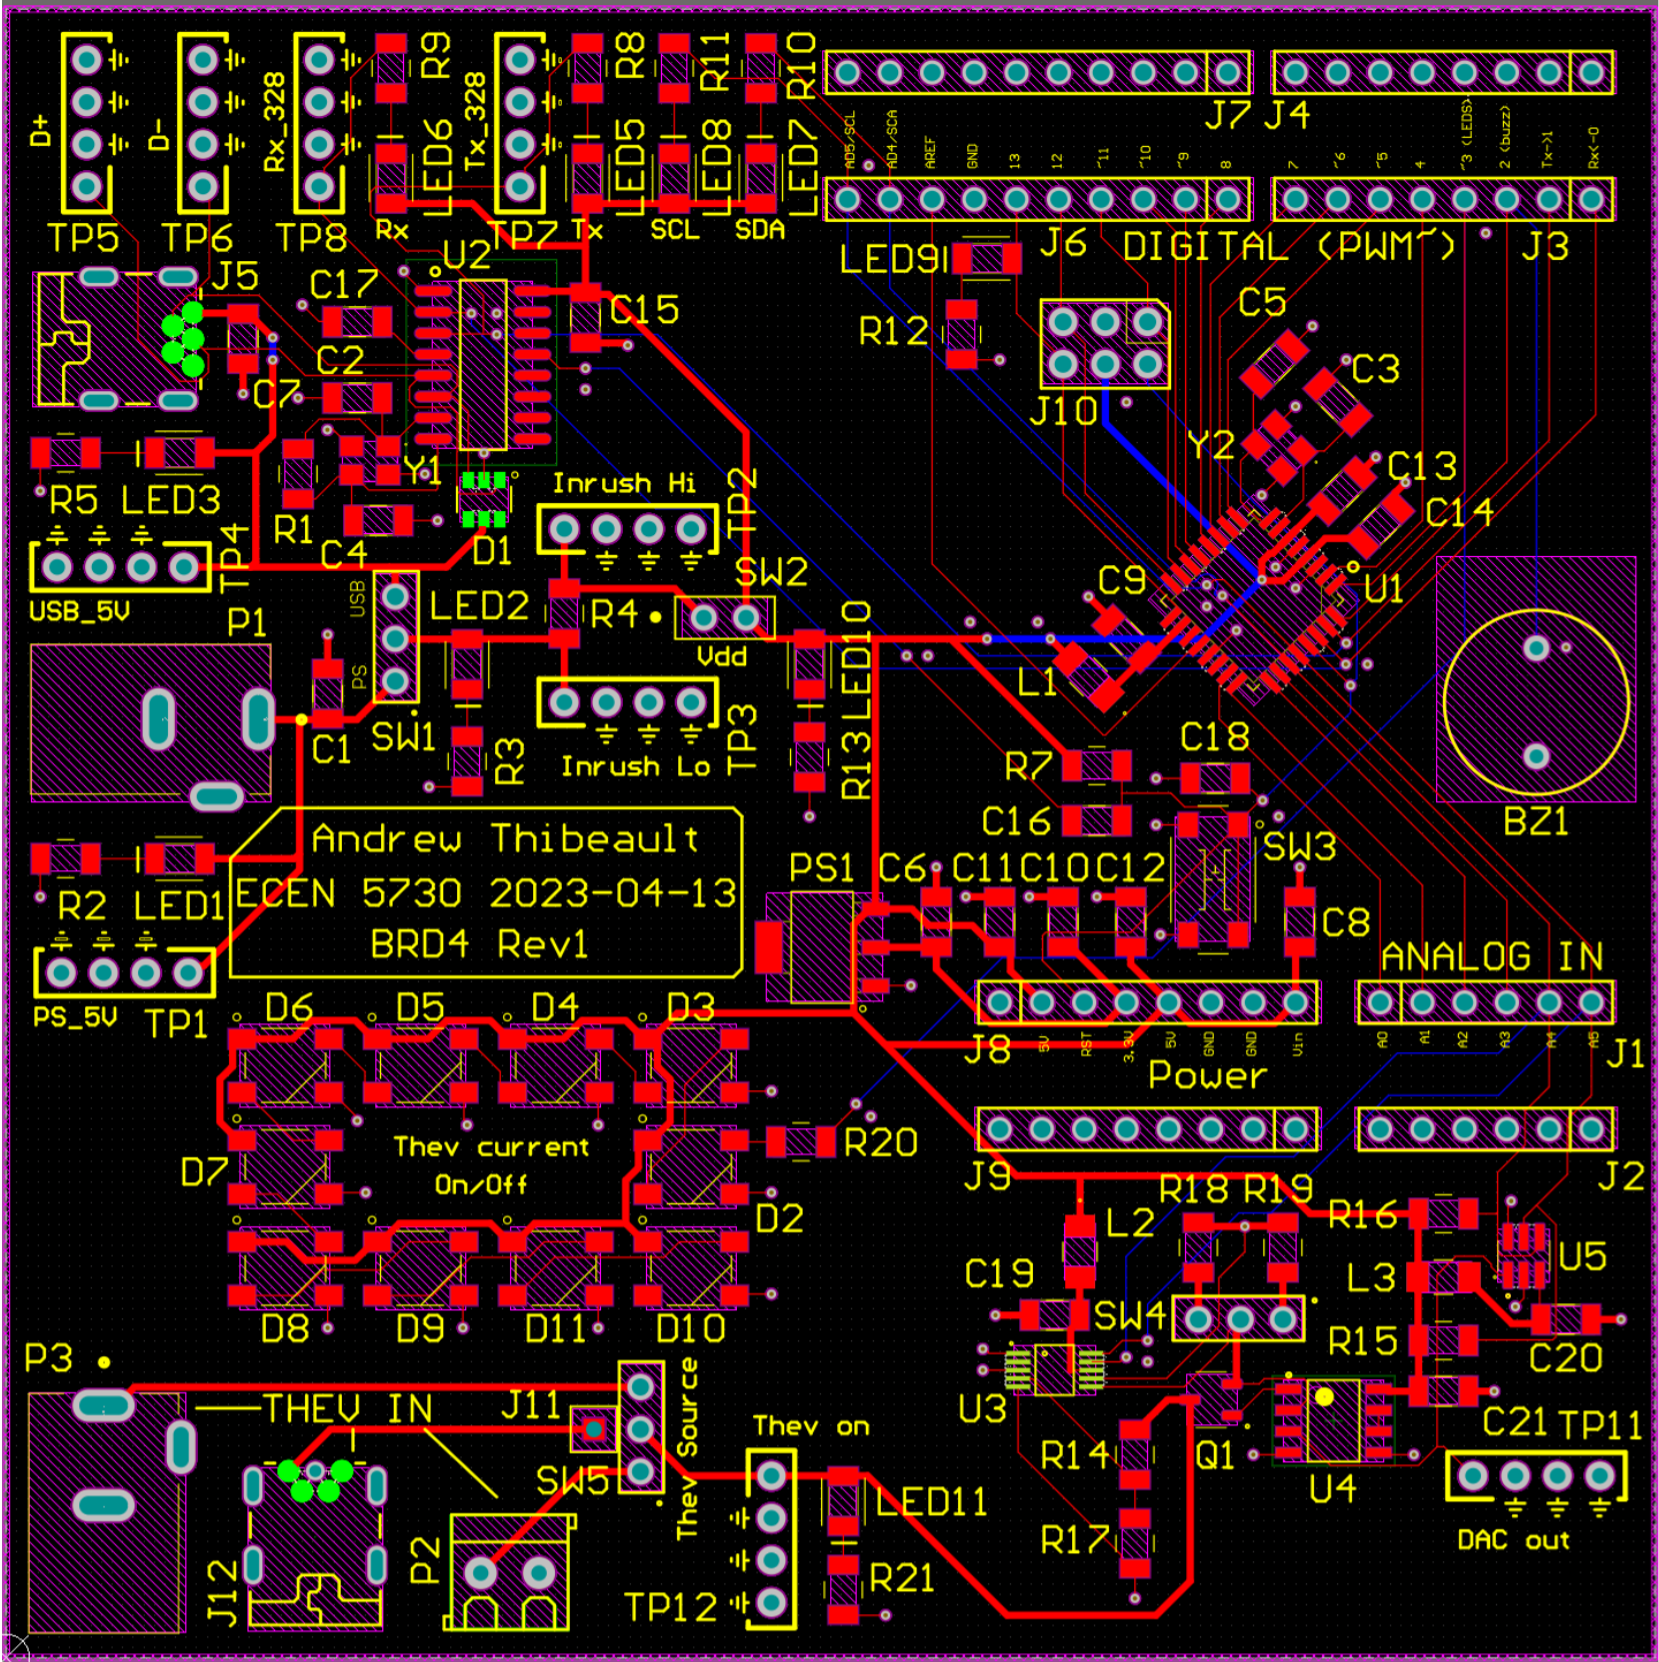 D+
D-
Rx_328
R9
Tx_328
R8
R11
R10
LED6
LED5
LED8
LED7
TP5
TP6
TP8
Rx
TP7
Tx
SCL
SDA
J7
J4
AD5/SCL
AD4/SCA
AREF
GND
13
12
~11
~10
~9
8
7
~6
~5
4
~3 (LEDS)
2 (buzz)
Tx->1
Rx<-0
J6
DIGITAL (PWM~)
J3
J5
U2
C17
C15
LED9
R12
C5
C2
C3
C7
J10
Y2
C13
C14
R5
LED3
R1
Y1
C4
D1
Inrush Hi
TP2
TP4
USB_5V
USB
PS
P1
LED2
R4
SW2
Vdd
C9
U1
L1
LED10
C1
SW1
R3
Inrush Lo
TP3
R13
R7
C18
C16
SW3
BZ1
Andrew Thibeault
ECEN 5730 2023-04-13
BRD4 Rev1
R2
LED1
PS1
C6
C11
C10
C12
C8
PS_5V
TP1
ANALOG IN
D6
D5
D4
D3
J8
5V
RST
3.3V
5V
GND
GND
Vin
Power
A0
A1
A2
A3
A4
A5
J1
Thev current
On/Off
D7
D2
R20
J9
J2
R18
R19
R16
L2
U5
C19
SW4
L3
R15
C20
D8
D9
D11
D10
P3
THEV IN
J11
SW5
Thev Source
Thev on
U3
R14
Q1
U4
C21
TP11
LED11
R17
DAC out
J12
P2
TP12
R21